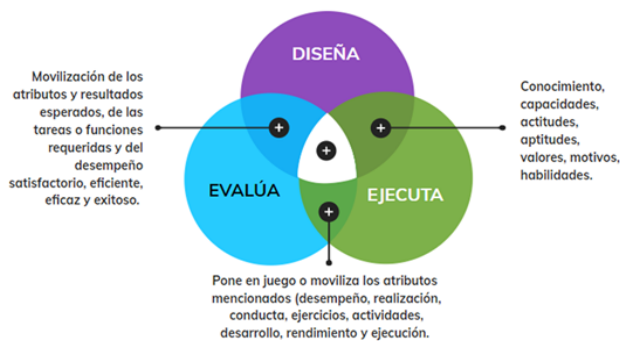 DISEÑA
Movilización de los
atributos y resultados
esperados, de las
tareas o funciones
requeridas y del
desempeño
satisfactorio, eficiente,
eficaz y exitoso.
Conocimiento,
capacidades,
actitudes,
aptitudes,
valores, motivos,
habilidades.
EVALÚA
EJECUTA
Pone en juego o moviliza los atributos
mencionados (desempeño, realización,
conducta, ejercicios, actividades,
desarrollo, rendimiento y ejecución.